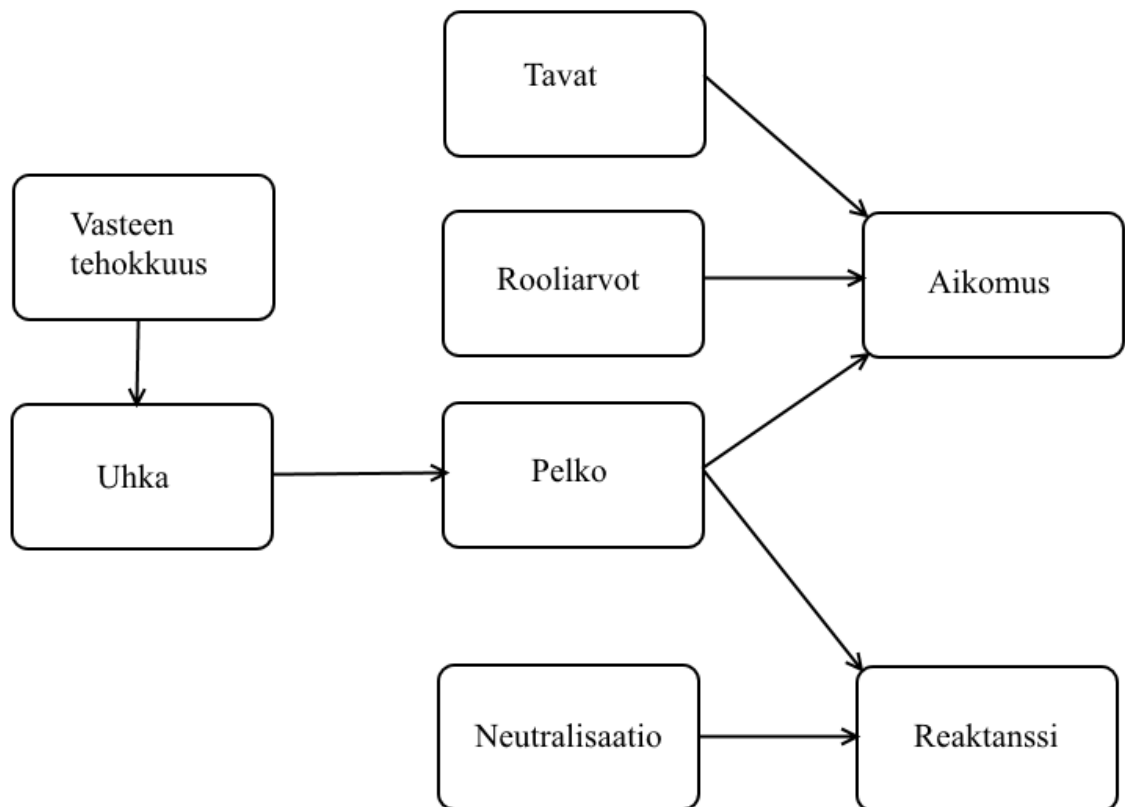 Tavat
Vasteen
tehokkuus
Rooliarvot
Aikomus
Uhka
Pelko
Neutralisaatio
Reaktanssi